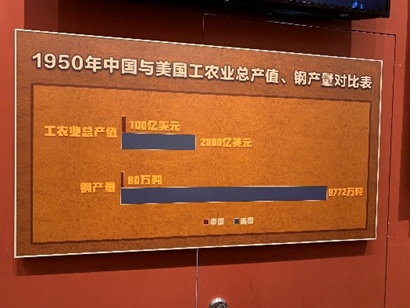 1950年中国与美国工农业总产值、钢产量对比表
工农业总产值
100亿美元
2800亿美元
钢产量
60万吨
8772万吨
中国 美国